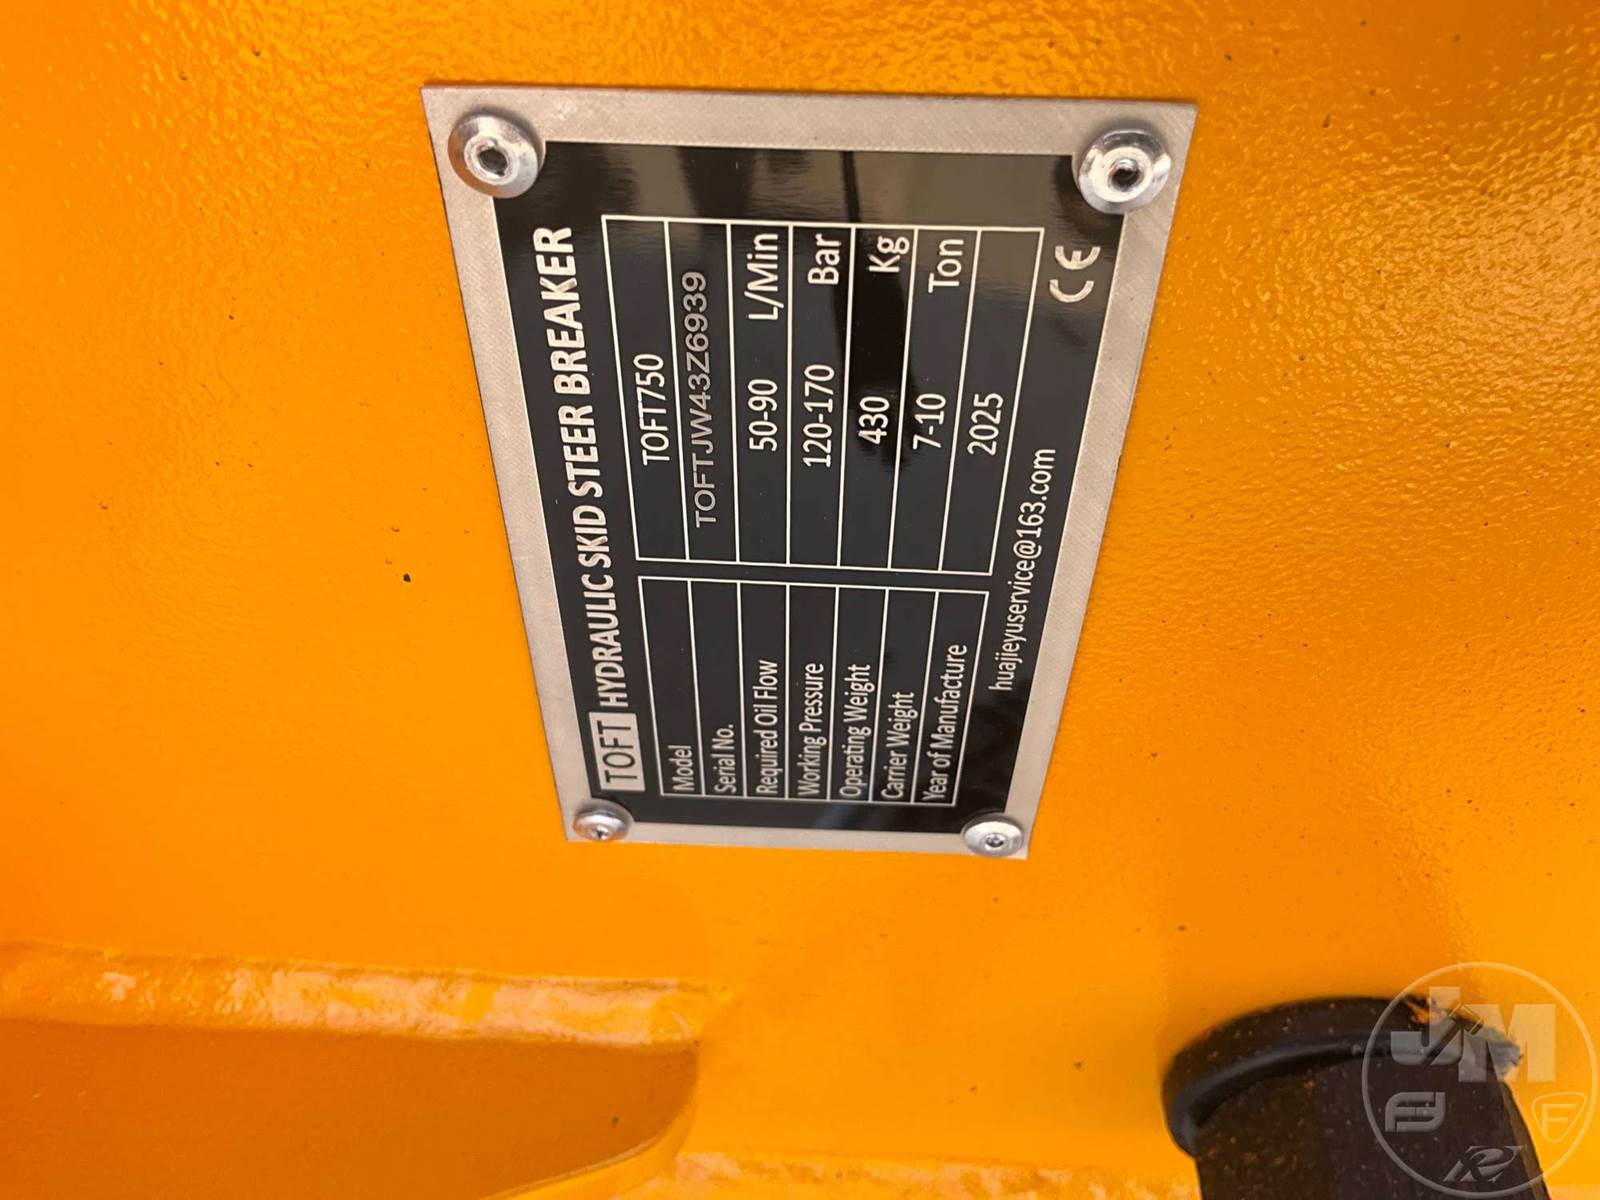 TOFT HYDRAULIC SKID STEER BREAKER
Model TOFT750
Serial No. TOFTJW43Z6939
Required Oil Flow 50-90 L/Min
Working Pressure 120-170 Bar
Operating Weight 430 Kg
Carrier Weight 7-10 Ton
Year of Manufacture 2025
huajieyuservice@163.com CE
JM
F